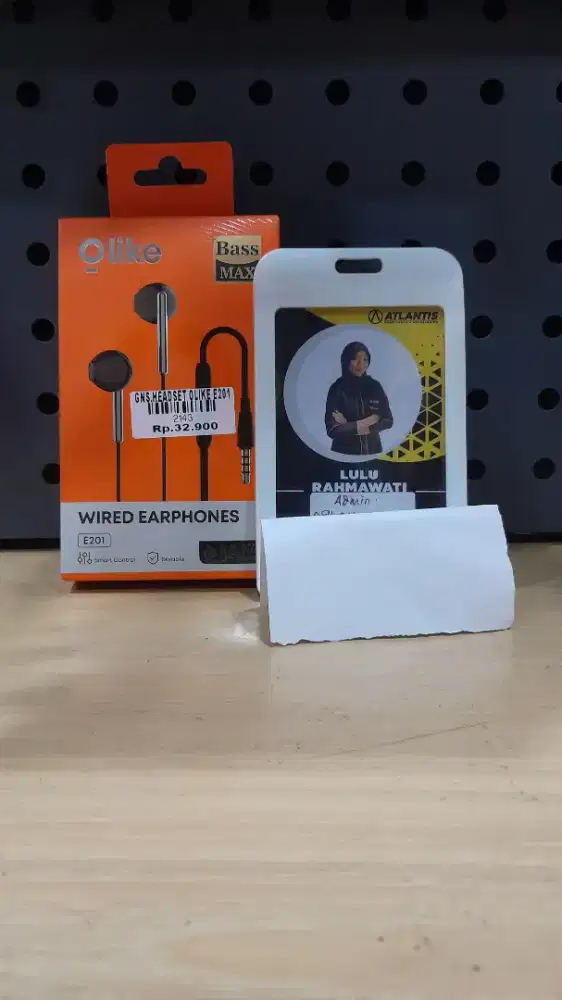 Olike
Bass
MAX
GNS.HEADSET OLIKE E201
2143
Rp.32.900
WIRED EARPHONES
E201
Smart Control
Durable
ATLANTIS
LULU
RAHMAWATI
Admin